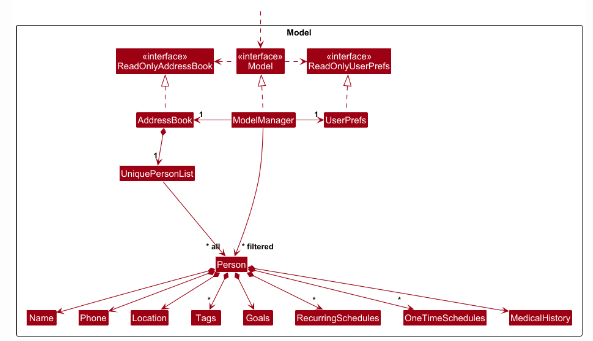 Model
«interface»
ReadOnlyAddressBook
«interface»
Model
«interface»
ReadOnlyUserPrefs
AddressBook
1
ModelManager
1
UserPrefs
1
UniquePersonList
* all
* filtered
Person
*
*
*
Name
Phone
Location
Tags
Goals
RecurringSchedules
OneTimeSchedules
MedicalHistory